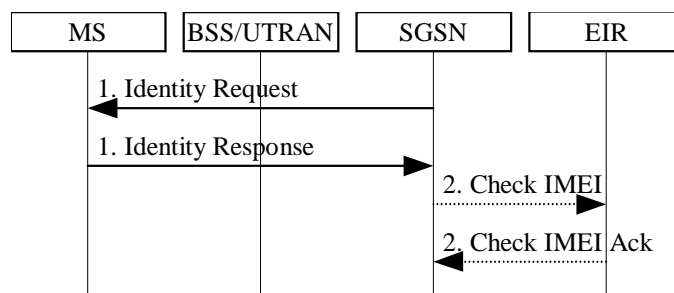 MS BSS/UTRAN SGSN EIR
1. Identity Request
1. Identity Response
2. Check IMEI
2. Check IMEI Ack